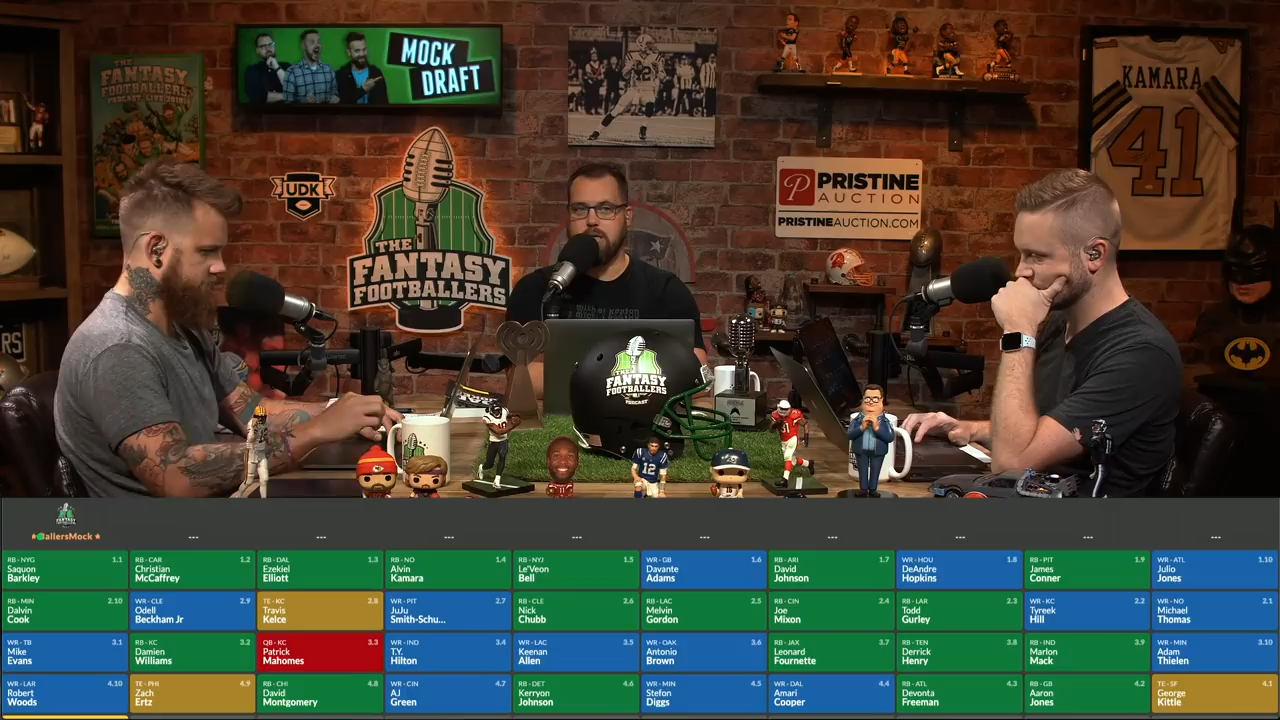 THE
FANTASY
FOOTBALLERS
MOCK
DRAFT
KAMARA
41
UDK
PRISTINE
AUCTION
PRISTINEAUCTION.COM
THE
FANTASY
FOOTBALLERS
THE
FANTASY
FOOTBALLERS
PODCAST
12
RS
BallersMock
--- --- --- --- --- --- --- --- ---
RB - NYG 1.1
Saquon
Barkley
RB - CAR 1.2
Christian
McCaffrey
RB - DAL 1.3
Ezekiel
Elliott
RB - NO 1.4
Alvin
Kamara
RB - NYJ 1.5
Le'Veon
Bell
WR - GB 1.6
Davante
Adams
RB - ARI 1.7
David
Johnson
WR - HOU 1.8
DeAndre
Hopkins
RB - PIT 1.9
James
Conner
WR - ATL 1.10
Julio
Jones
RB - MIN 2.10
Dalvin
Cook
WR - CLE 2.9
Odell
Beckham Jr
TE - KC 2.8
Travis
Kelce
WR - PIT 2.7
JuJu
Smith-Schu...
RB - CLE 2.6
Nick
Chubb
RB - LAC 2.5
Melvin
Gordon
RB - CIN 2.4
Joe
Mixon
RB - LAR 2.3
Todd
Gurley
WR - KC 2.2
Tyreek
Hill
WR - NO 2.1
Michael
Thomas
WR - TB 3.1
Mike
Evans
RB - KC 3.2
Damien
Williams
QB - KC 3.3
Patrick
Mahomes
WR - IND 3.4
T.Y.
Hilton
WR - LAC 3.5
Keenan
Allen
WR - OAK 3.6
Antonio
Brown
RB - JAX 3.7
Leonard
Fournette
RB - TEN 3.8
Derrick
Henry
RB - IND 3.9
Marlon
Mack
WR - MIN 3.10
Adam
Thielen
WR - LAR 4.10
Robert
Woods
TE - PHI 4.9
Zach
Ertz
RB - CHI 4.8
David
Montgomery
WR - CIN 4.7
AJ
Green
RB - DET 4.6
Kerryon
Johnson
WR - MIN 4.5
Stefon
Diggs
WR - DAL 4.4
Amari
Cooper
RB - ATL 4.3
Devonta
Freeman
RB - GB 4.2
Aaron
Jones
TE - SF 4.1
George
Kittle